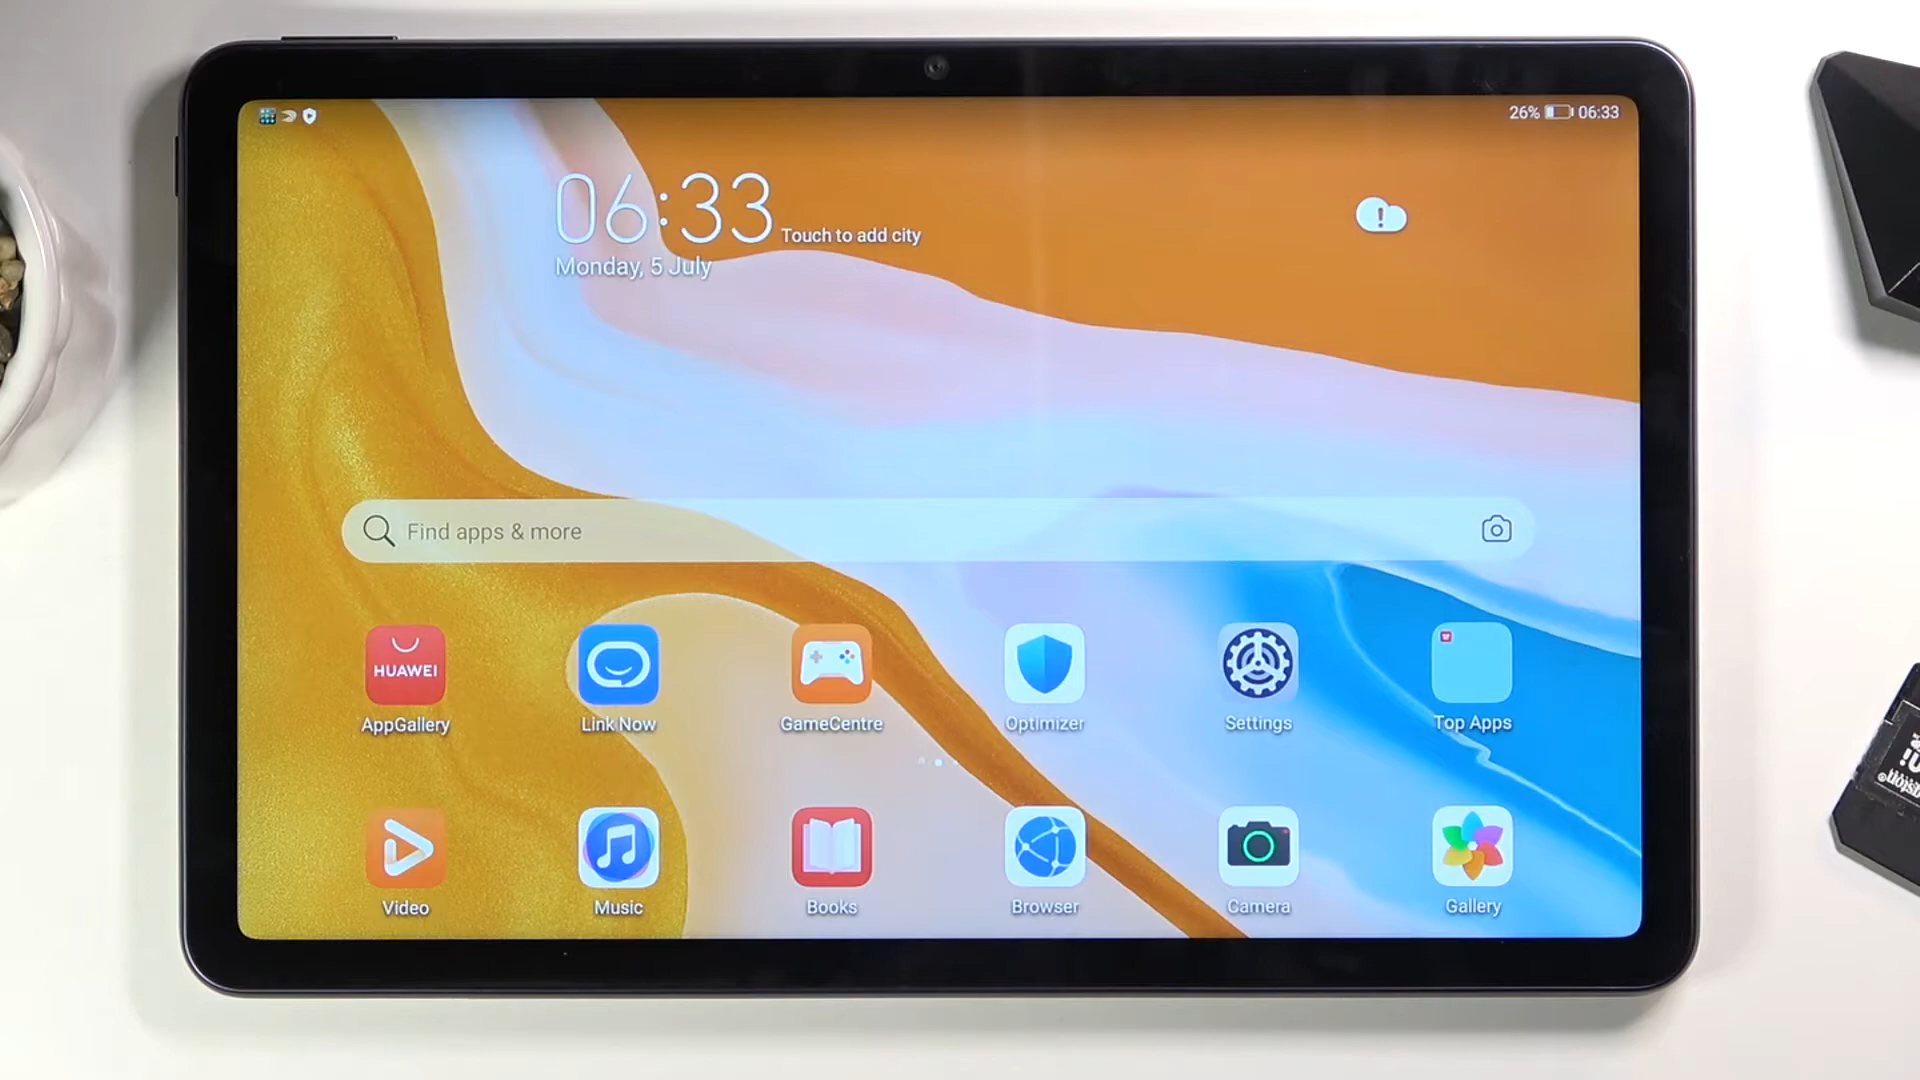 26% 06:33
06:33 Touch to add city
Monday, 5 July
Find apps & more
HUAWEI
AppGallery
Link Now
GameCentre
Optimizer
Settings
Top Apps
Video
Music
Books
Browser
Camera
Gallery